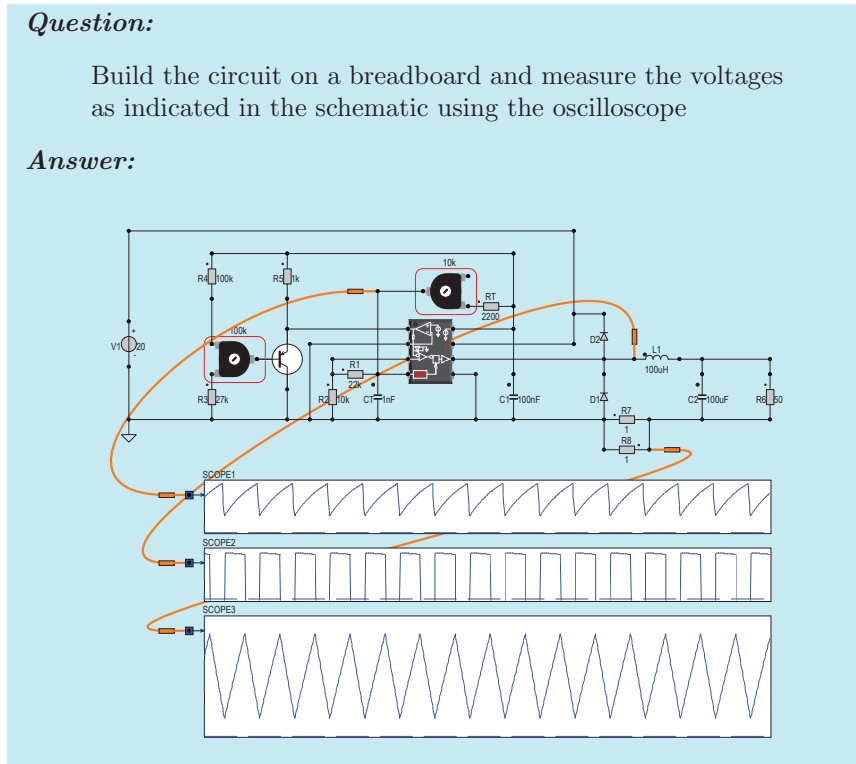 Question:
Build the circuit on a breadboard and measure the voltages
as indicated in the schematic using the oscilloscope
Answer:
10k
R4 100k
R5 1k
RT
2200
100k
V1 20
+
-
D2
L1
100uH
R1
22k
R3 27k
R2 10k
CT 1nF
C1 100nF
D1
R7
1
C2 100uF
R6 50
R8
1
SCOPE1
SCOPE2
SCOPE3